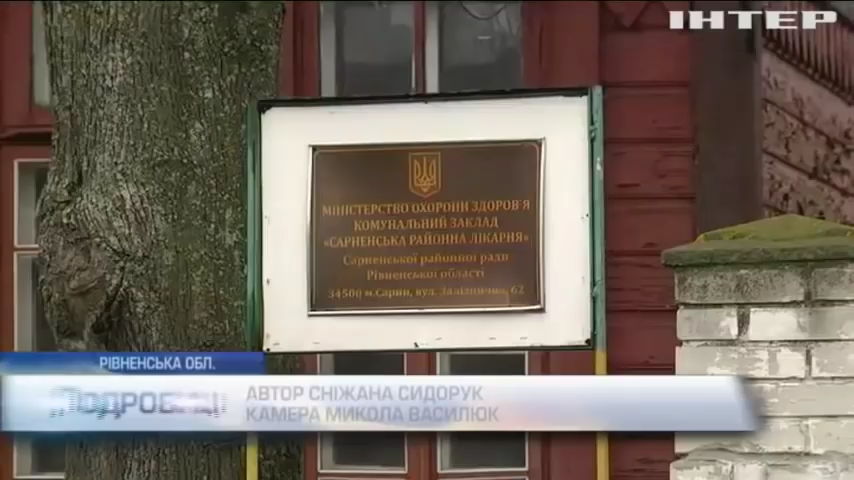 ІНТЕР
МІНІСТЕРСТВО ОХОРОНИ ЗДОРОВ'Я
КОМУНАЛЬНИЙ ЗАКЛАД
«САРНЕНСЬКА РАЙОННА ЛІКАРНЯ»
Сарненської районної ради
Рівненської області
34500 м.Сарни, вул. Залізнична, 62
РІВНЕНСЬКА ОБЛ.
АВТОР СНІЖАНА СИДОРУК
КАМЕРА МИКОЛА ВАСИЛЮК